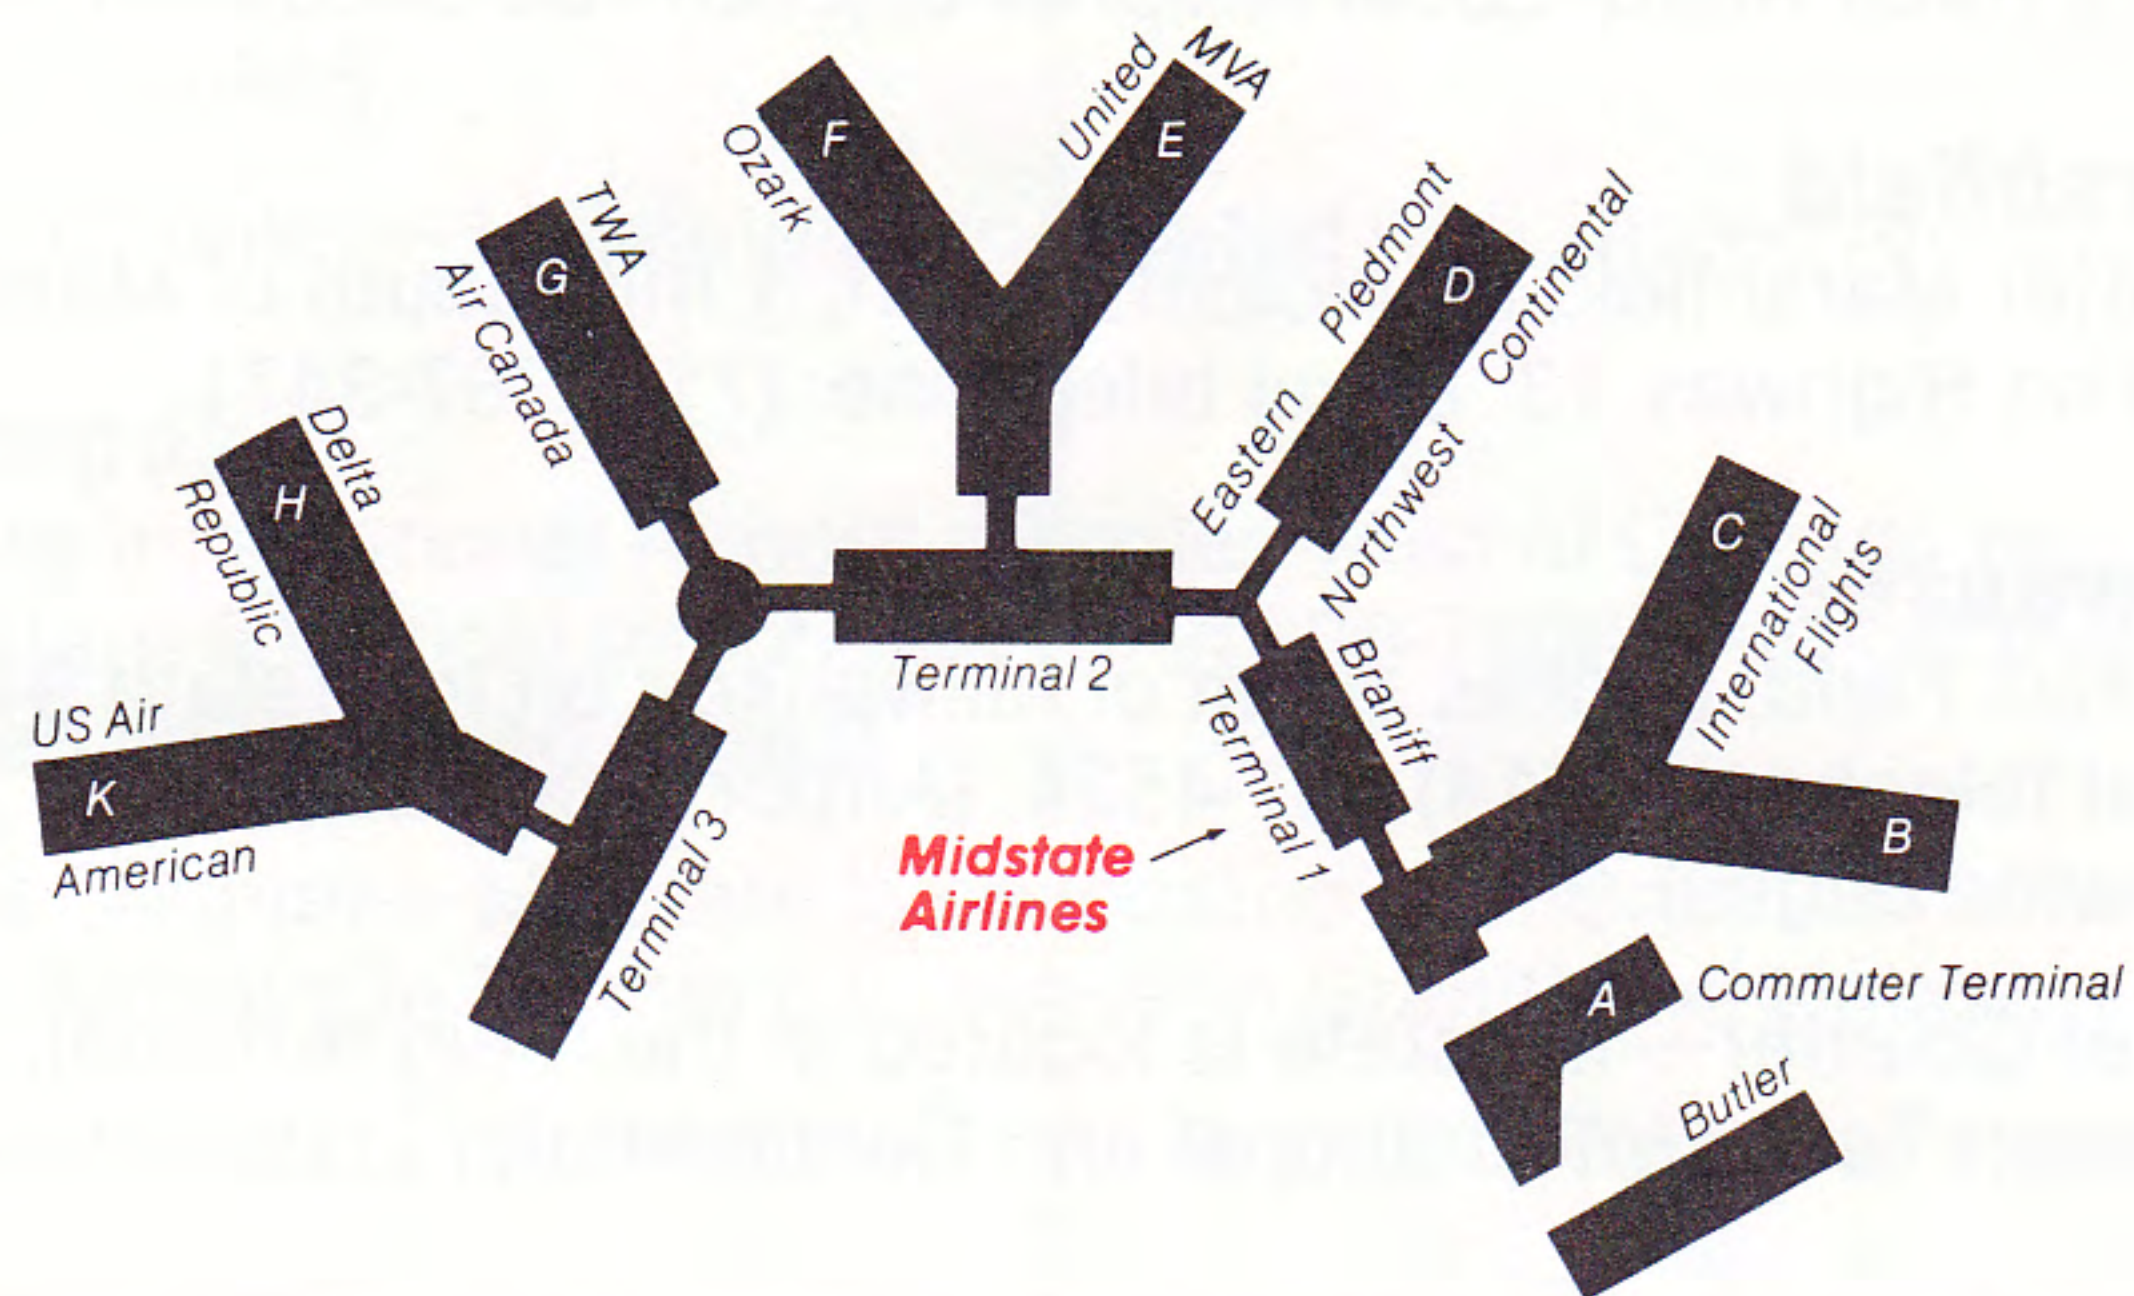 MVA
United
E
F
Ozark
TWA
G
Air Canada
Piedmont
D
Continental
Eastern
Northwest
Delta
H
Republic
C
International
Flights
US Air
K
American
Terminal 2
Braniff
Terminal 1
B
Terminal 3
Midstate
Airlines
A
Commuter Terminal
Butler